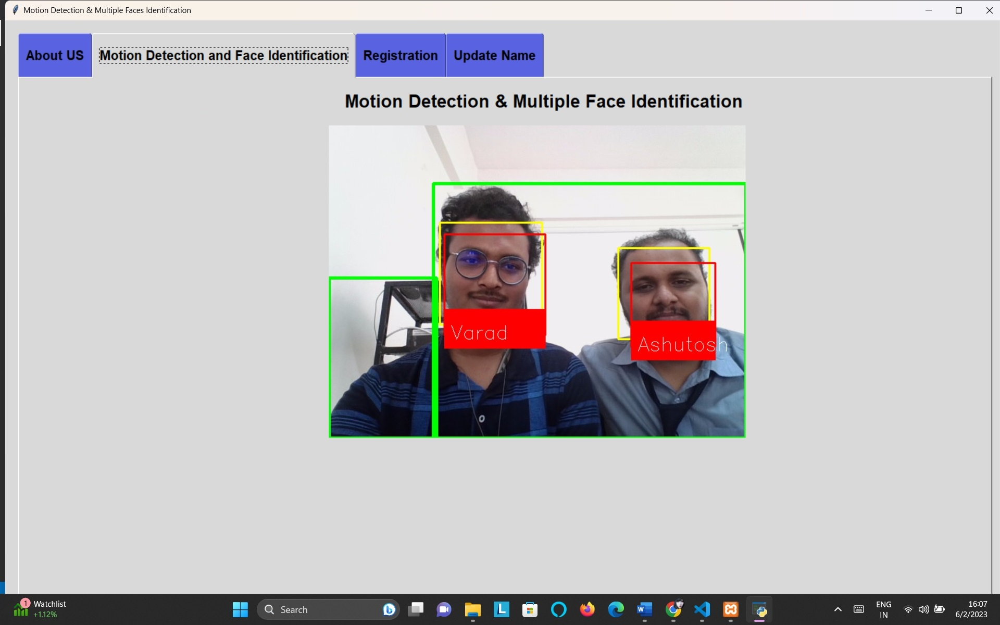 Motion Detection & Multiple Faces Identification
About US
Motion Detection and Face Identification
Registration
Update Name
Motion Detection & Multiple Face Identification
Varad
Ashutosh
1
Watchlist
+1.12%
Search
b
L
W
ENG
IN
16:07
6/2/2023